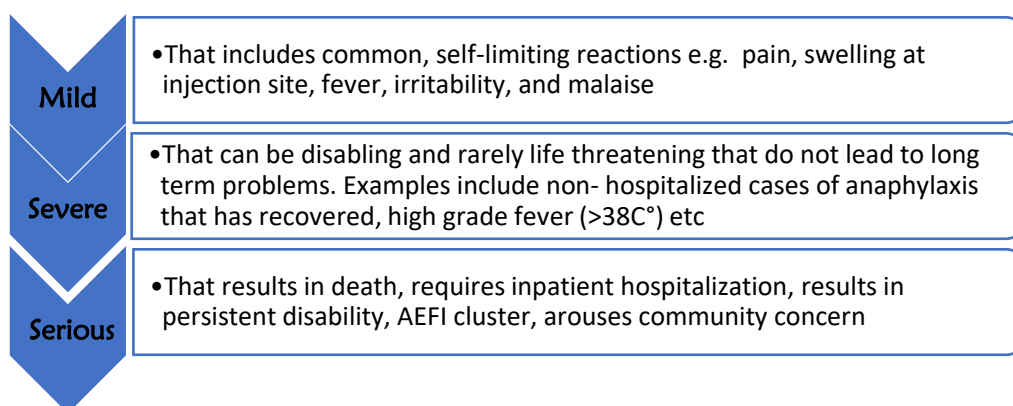 Mild
•That includes common, self-limiting reactions e.g.  pain, swelling at
injection site, fever, irritability, and malaise
Severe
•That can be disabling and rarely life threatening that do not lead to long
term problems. Examples include non- hospitalized cases of anaphylaxis
that has recovered, high grade fever (>38C°) etc
Serious
•That results in death, requires inpatient hospitalization, results in
persistent disability, AEFI cluster, arouses community concern